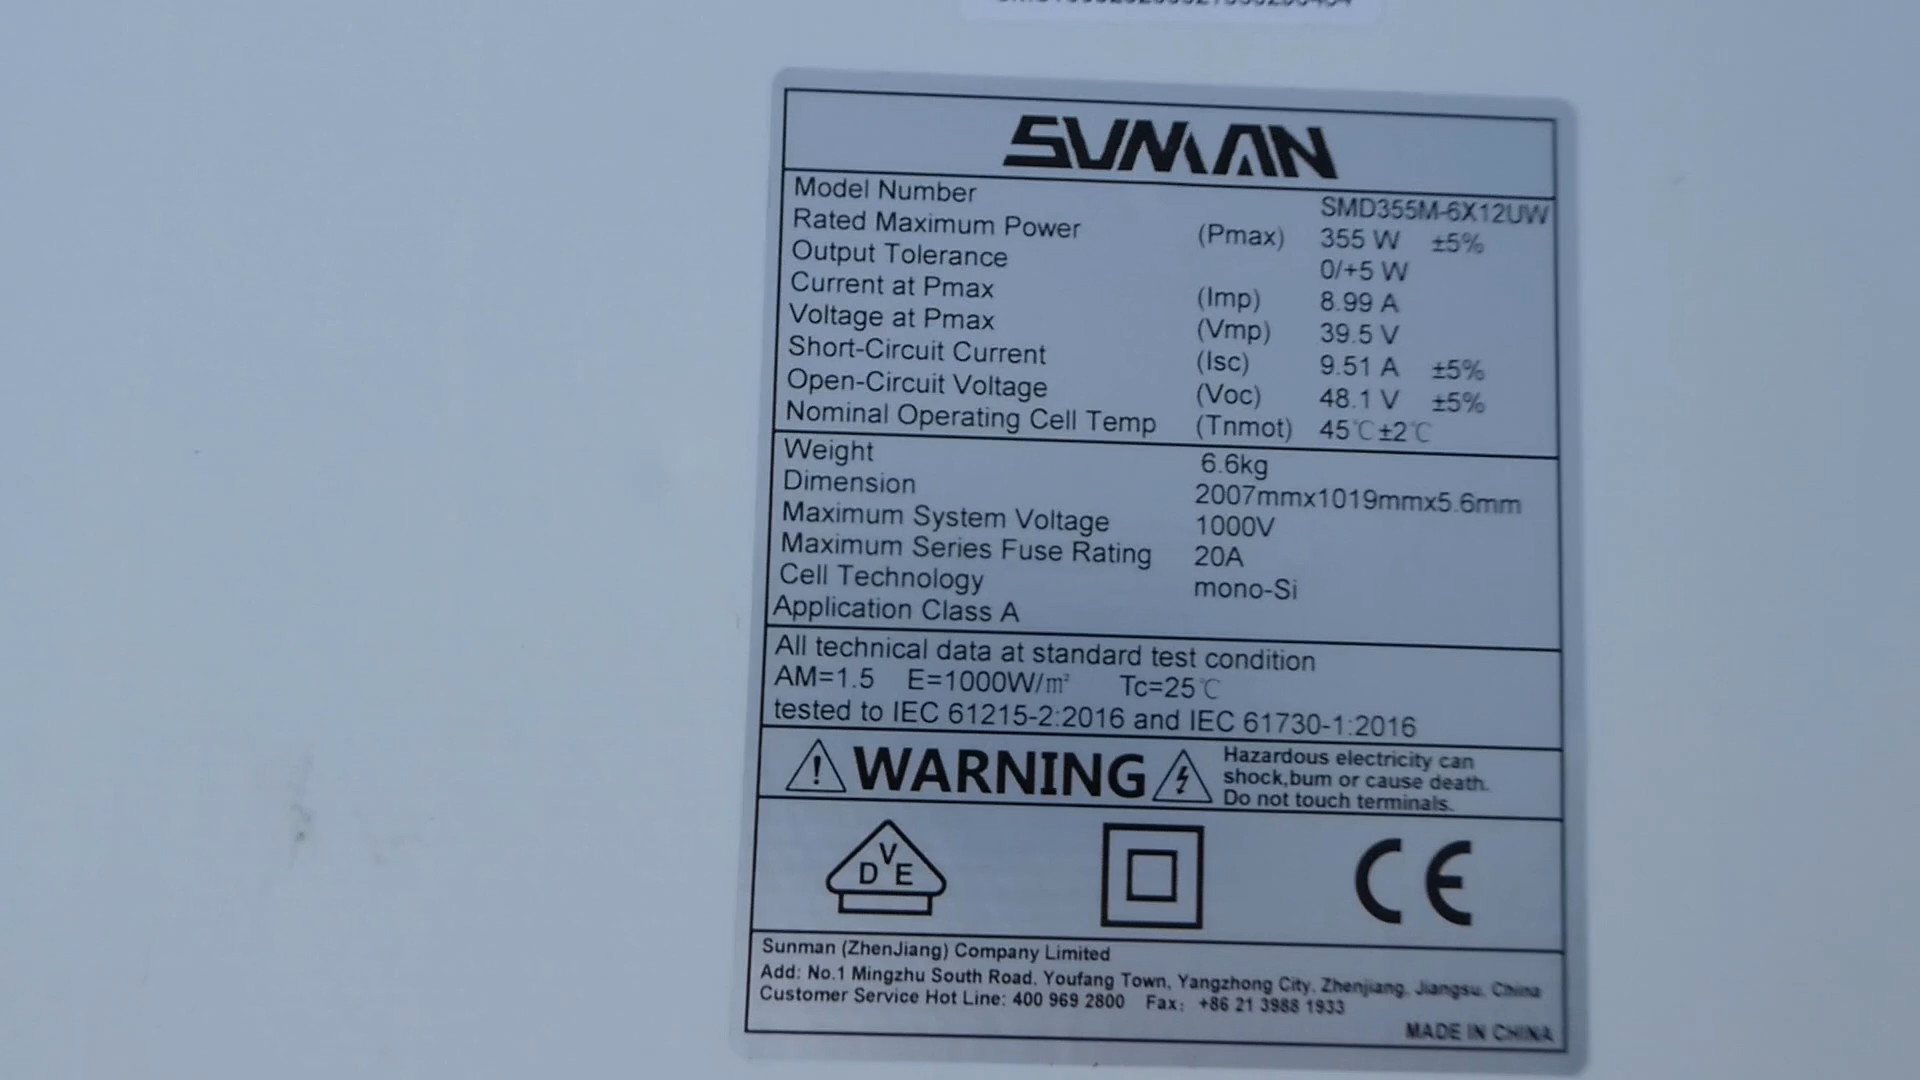 SUNMAN
Model Number SMD355M-6X12UW
Rated Maximum Power (Pmax) 355 W ±5%
Output Tolerance 0/+5 W
Current at Pmax (Imp) 8.99 A
Voltage at Pmax (Vmp) 39.5 V
Short-Circuit Current (Isc) 9.51 A ±5%
Open-Circuit Voltage (Voc) 48.1 V ±5%
Nominal Operating Cell Temp (Tnmot) 45℃±2℃
Weight 6.6kg
Dimension 2007mmx1019mmx5.6mm
Maximum System Voltage 1000V
Maximum Series Fuse Rating 20A
Cell Technology mono-Si
Application Class A
All technical data at standard test condition
AM=1.5 E=1000W/m² Tc=25℃
tested to IEC 61215-2:2016 and IEC 61730-1:2016
WARNING
Hazardous electricity can
shock,burn or cause death.
Do not touch terminals.
DVE
CE
Sunman (ZhenJiang) Company Limited
Add: No.1 Mingzhu South Road, Youfang Town, Yangzhong City, Zhenjiang, Jiangsu, China
Customer Service Hot Line: 400 969 2800 Fax: +86 21 3988 1933
MADE IN CHINA